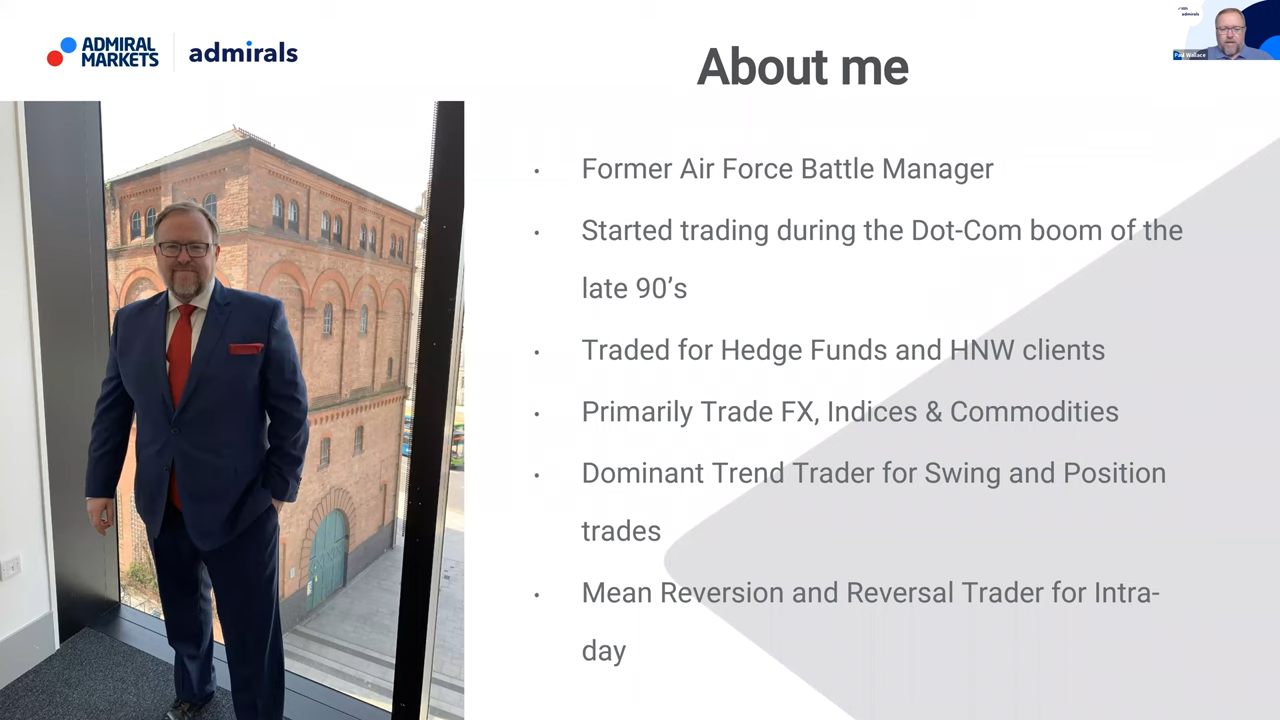 ADMIRAL
MARKETS
admirals
About me
admirals
Paul Wallace
• Former Air Force Battle Manager
• Started trading during the Dot-Com boom of the
late 90’s
• Traded for Hedge Funds and HNW clients
• Primarily Trade FX, Indices & Commodities
• Dominant Trend Trader for Swing and Position
trades
• Mean Reversion and Reversal Trader for Intra-
day